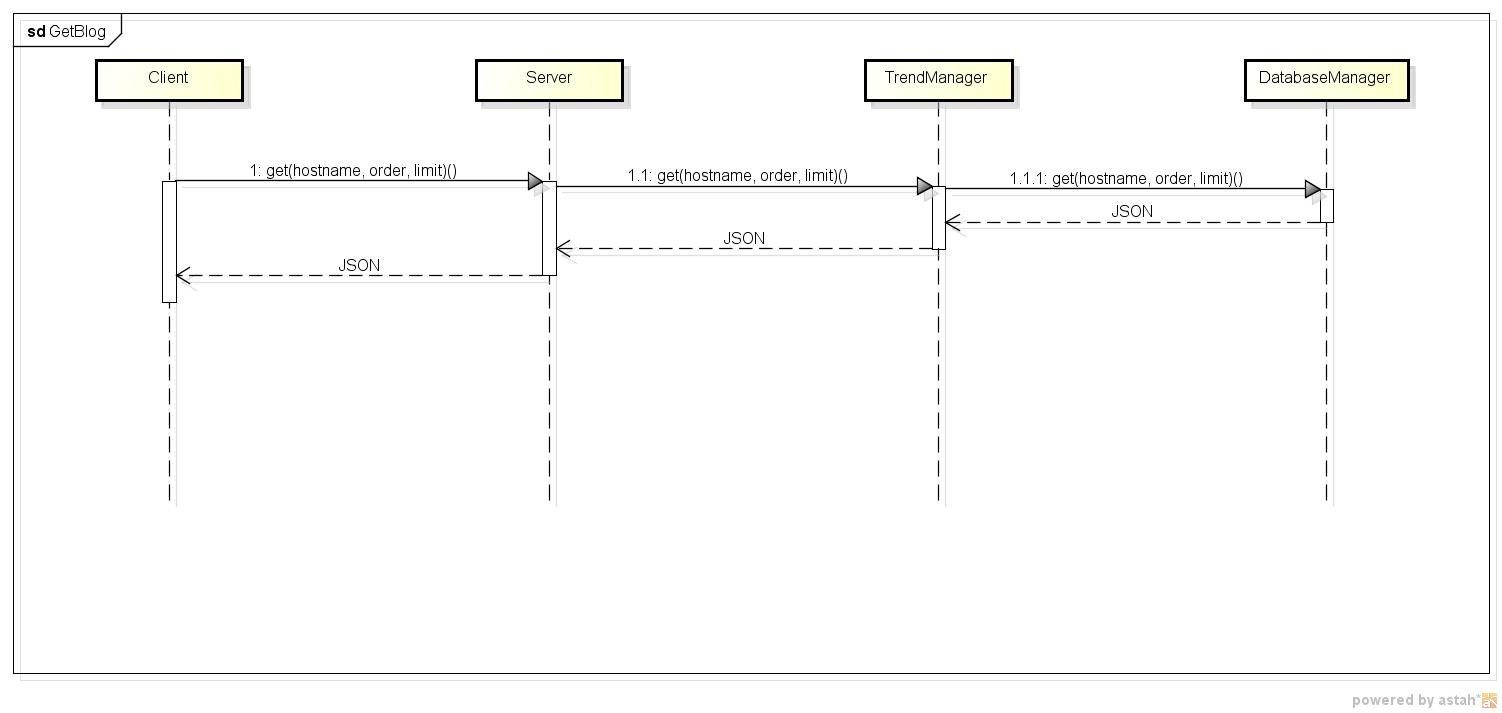 sd GetBlog
Client
Server
TrendManager
DatabaseManager
1: get(hostname, order, limit)()
1.1: get(hostname, order, limit)()
1.1.1: get(hostname, order, limit)()
JSON
JSON
JSON
powered by astah*